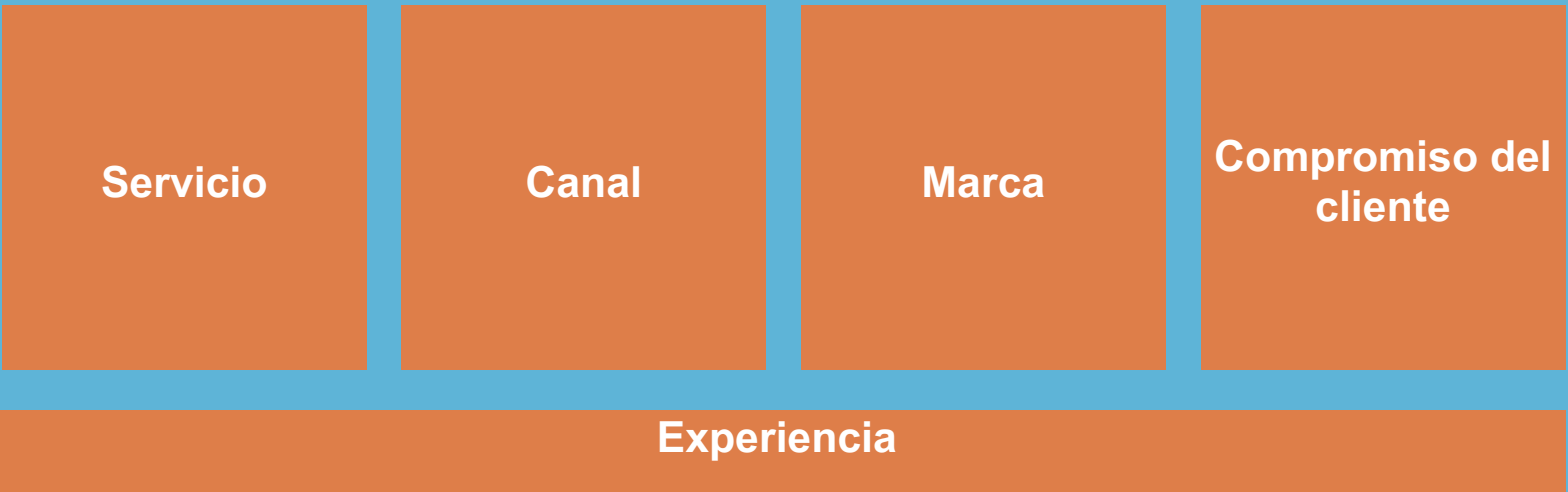 Servicio
Canal
Marca
Compromiso del
cliente
Experiencia